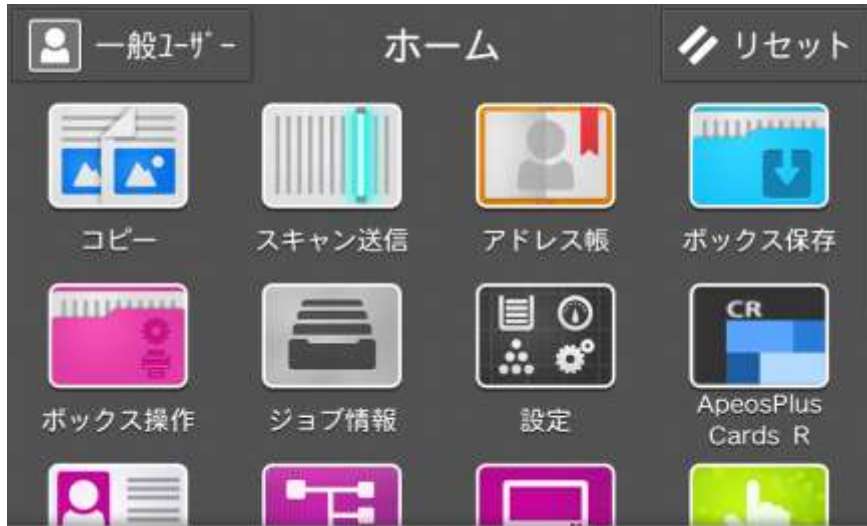 一般ﾕｰｻﾞｰ
ホーム
リセット
コピー
スキャン送信
アドレス帳
ボックス保存
CR
ボックス操作
ジョブ情報
設定
ApeosPlus
Cards R